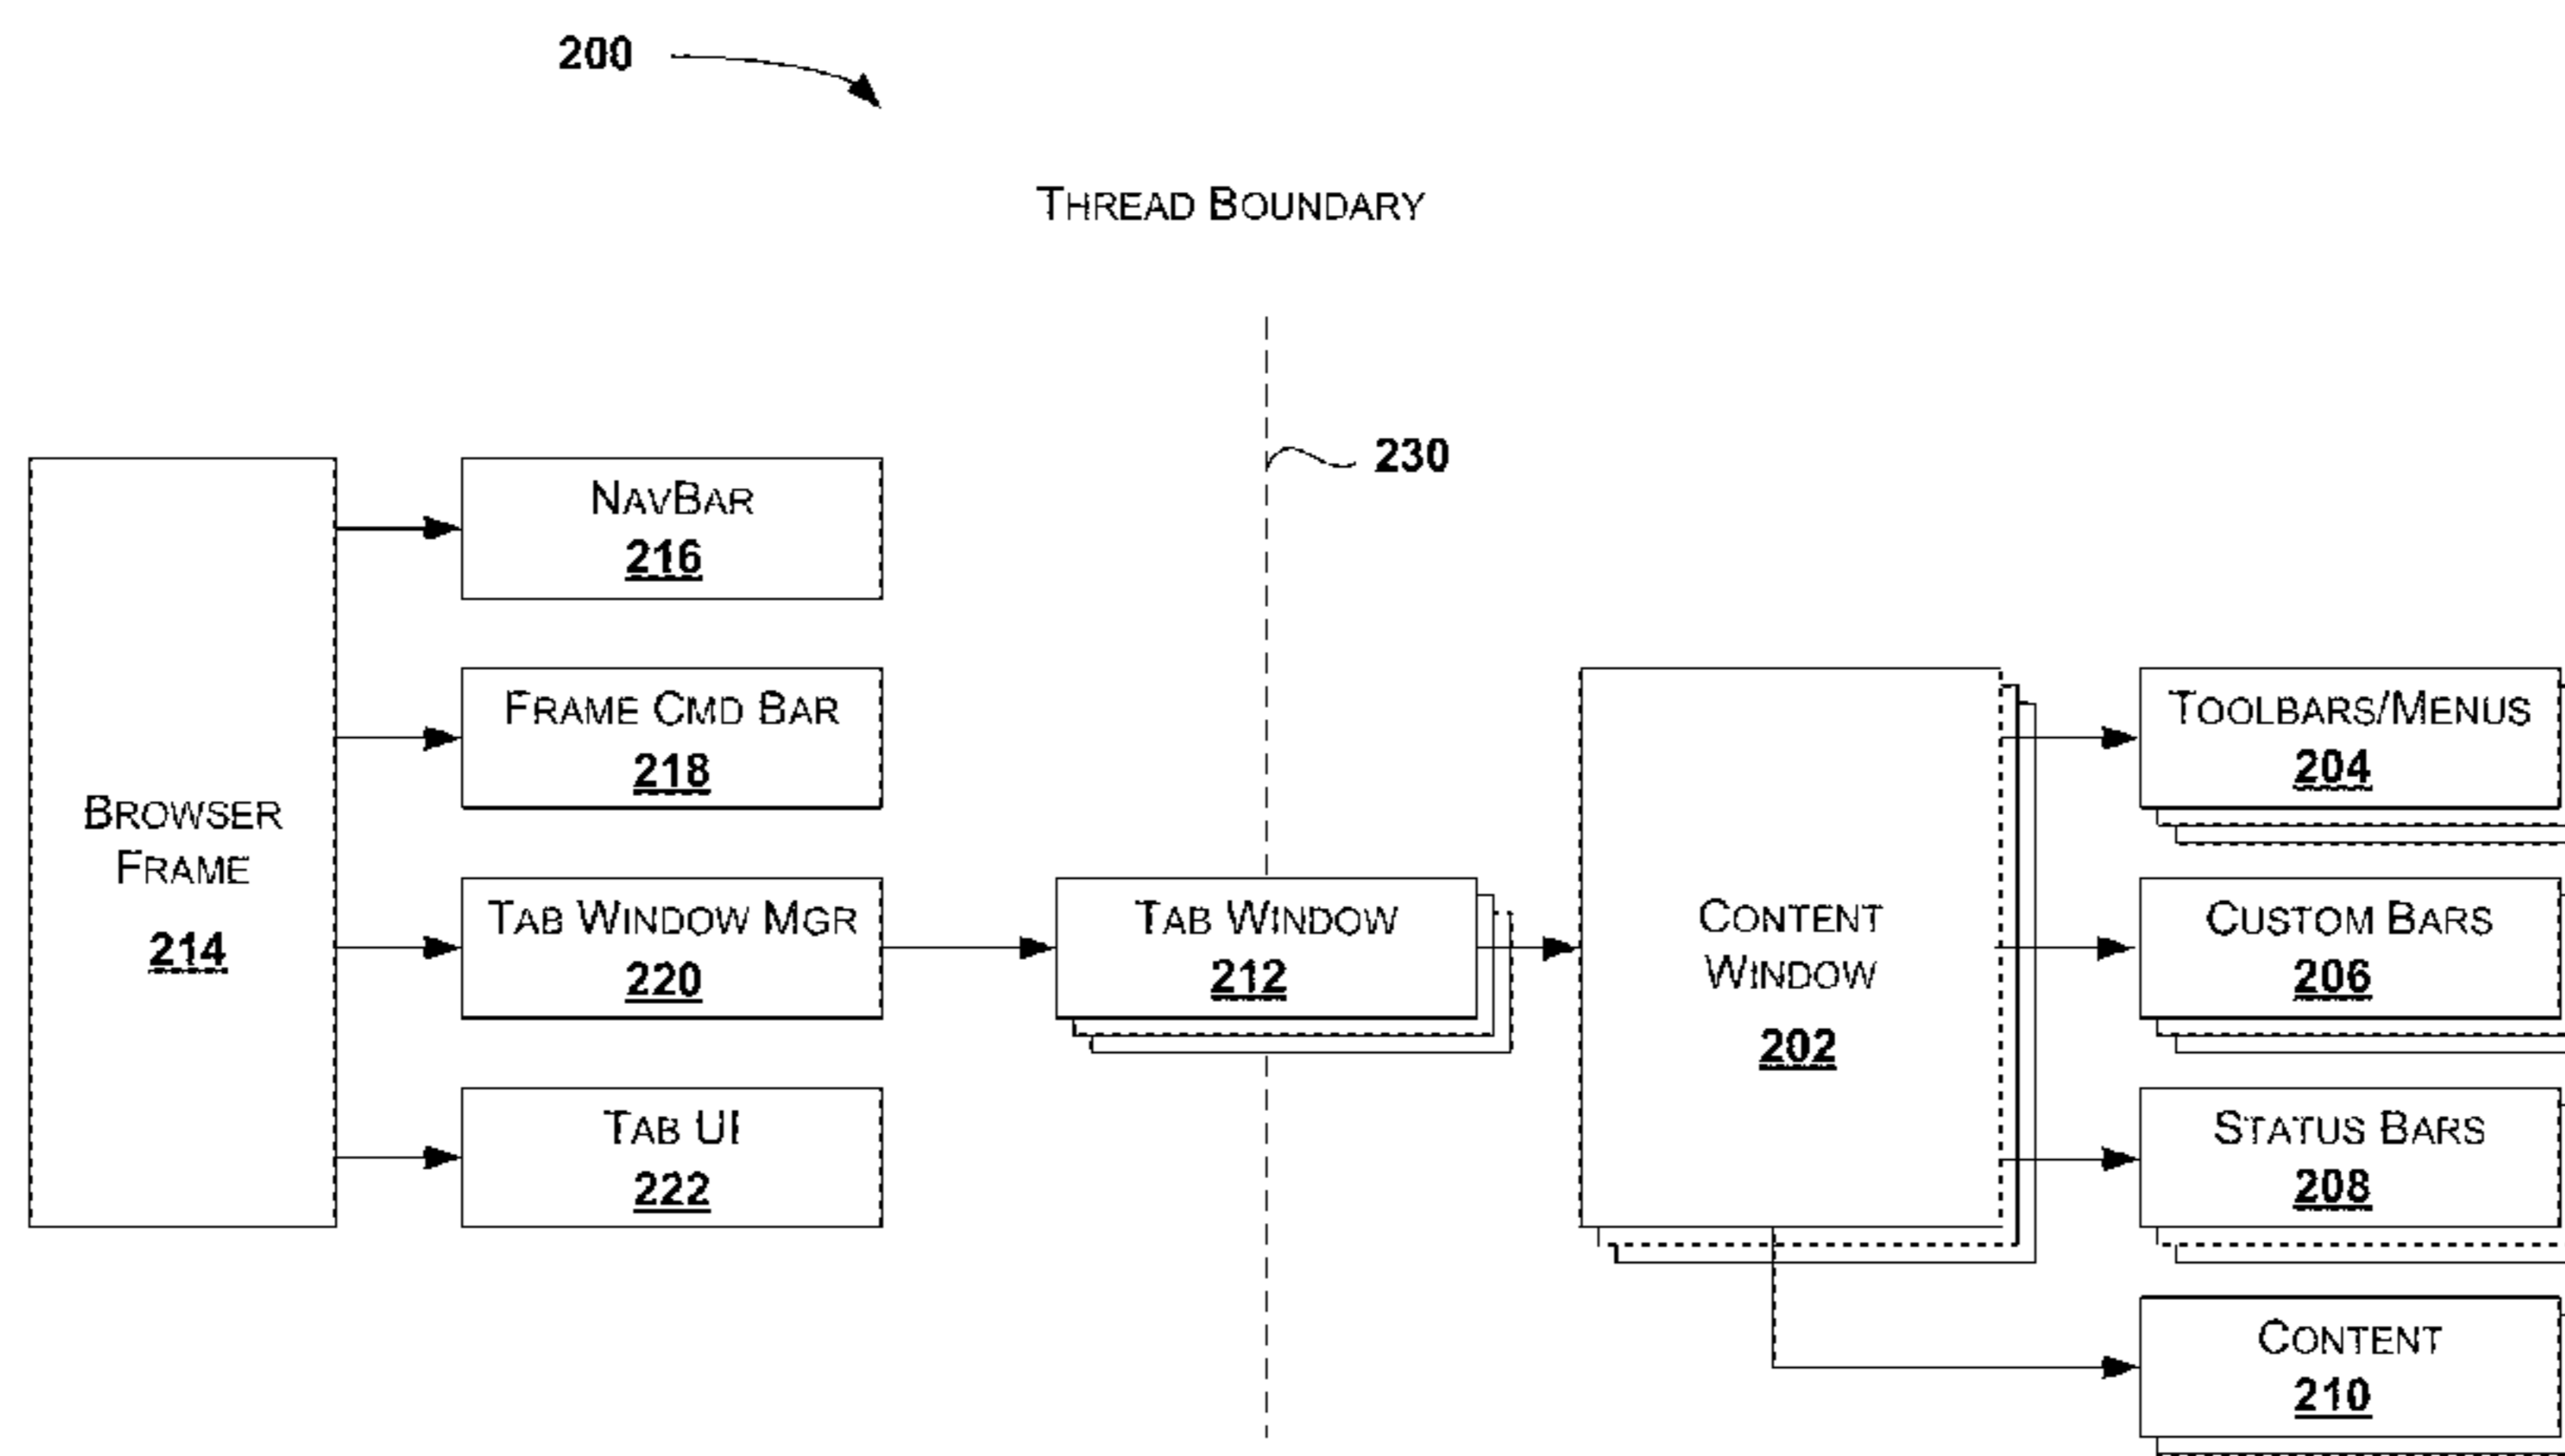 200
THREAD BOUNDARY
230
BROWSER
FRAME
214
NAVBAR
216
FRAME CMD BAR
218
TAB WINDOW MGR
220
TAB UI
222
TAB WINDOW
212
CONTENT
WINDOW
202
TOOLBARS/MENUS
204
CUSTOM BARS
206
STATUS BARS
208
CONTENT
210